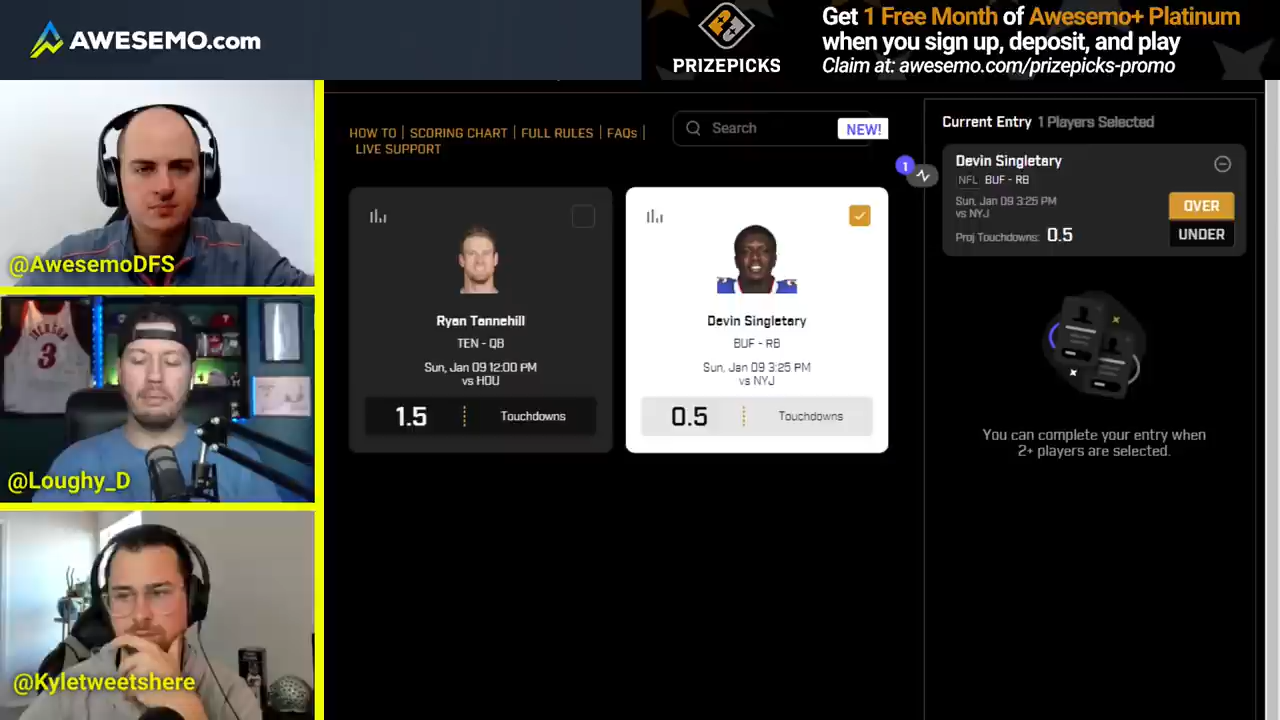 AWESEMO.com
PRIZEPICKS
Get 1 Free Month of Awesemo+ Platinum
when you sign up, deposit, and play
Claim at: awesemo.com/prizepicks-promo
@AwesemoDFS
3
@Loughy_D
@Kyletweetshere
HOW TO | SCORING CHART | FULL RULES | FAQs |
LIVE SUPPORT
Search
NEW!
Ryan Tannehill
TEN - QB
Sun, Jan 09 12:00 PM
vs HOU
1.5 Touchdowns
Devin Singletary
BUF - RB
Sun, Jan 09 3:25 PM
vs NYJ
0.5 Touchdowns
1
Current Entry 1 Players Selected
Devin Singletary
NFL BUF - RB
Sun, Jan 09 3:25 PM
vs NYJ
Proj Touchdowns: 0.5
OVER
UNDER
You can complete your entry when
2+ players are selected.